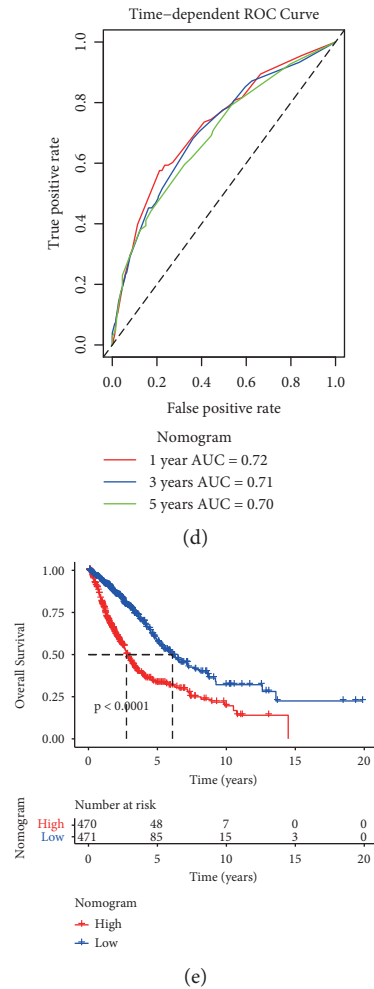 Time−dependent ROC Curve
1.0
0.8
0.6
0.4
0.2
0.0
True positive rate
0.0 0.2 0.4 0.6 0.8 1.0
False positive rate
Nomogram
1 year AUC = 0.72
3 years AUC = 0.71
5 years AUC = 0.70
(d)
1.00
0.75
0.50
0.25
0.00
Overall Survival
p < 0.0001
0 5 10 15 20
Time (years)
Number at risk
Nomogram
High 470 48 7 0 0
Low 471 85 15 3 0
0 5 10 15 20
Time (years)
Nomogram
High
Low
(e)